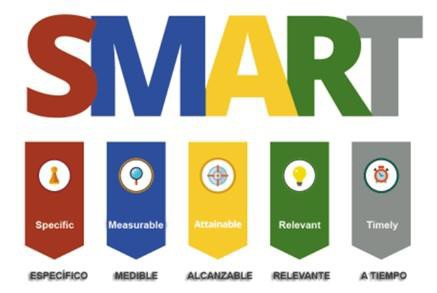 SMART
Specific Measurable Attainable Relevant Timely
ESPECÍFICO MEDIBLE ALCANZABLE RELEVANTE A TIEMPO